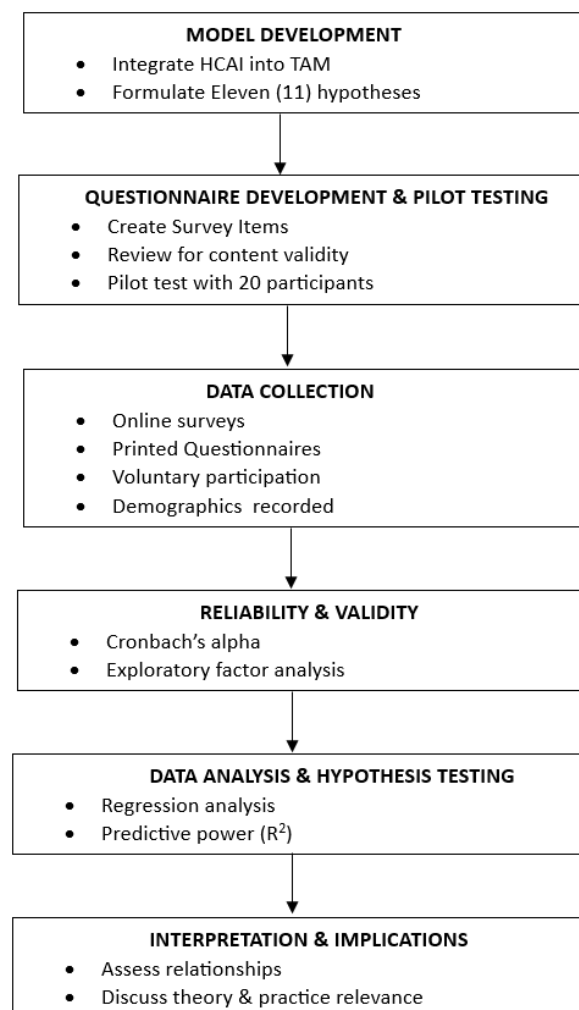 MODEL DEVELOPMENT
• Integrate HCAI into TAM
• Formulate Eleven (11) hypotheses
QUESTIONNAIRE DEVELOPMENT & PILOT TESTING
• Create Survey Items
• Review for content validity
• Pilot test with 20 participants
DATA COLLECTION
• Online surveys
• Printed Questionnaires
• Voluntary participation
• Demographics recorded
RELIABILITY & VALIDITY
• Cronbach’s alpha
• Exploratory factor analysis
DATA ANALYSIS & HYPOTHESIS TESTING
• Regression analysis
• Predictive power (R²)
INTERPRETATION & IMPLICATIONS
• Assess relationships
• Discuss theory & practice relevance